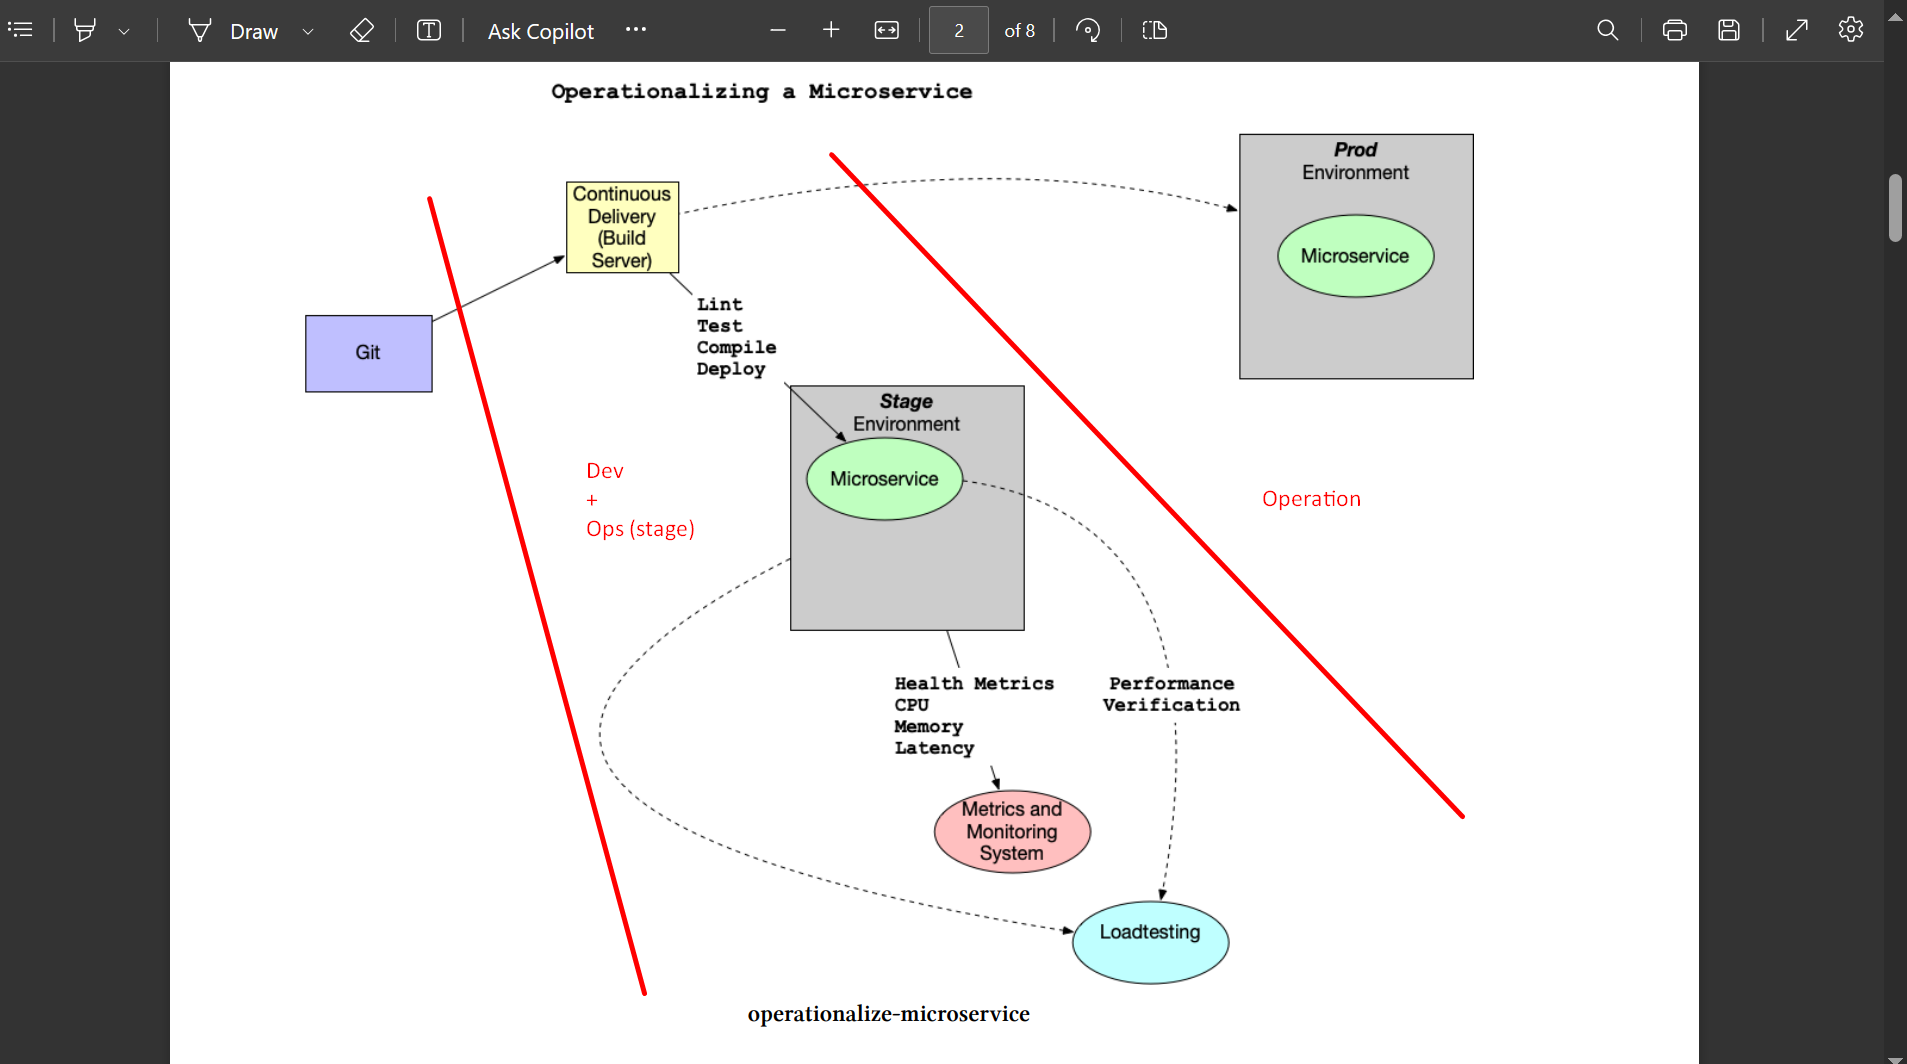 Draw
Ask Copilot
2
of 8
Operationalizing a Microservice
Prod
Environment
Microservice
Continuous
Delivery
(Build
Server)
Lint
Test
Compile
Deploy
Git
Stage
Environment
Microservice
Dev
+
Ops (stage)
Operation
Health Metrics
CPU
Memory
Latency
Performance
Verification
Metrics and
Monitoring
System
Loadtesting
operationalize-microservice